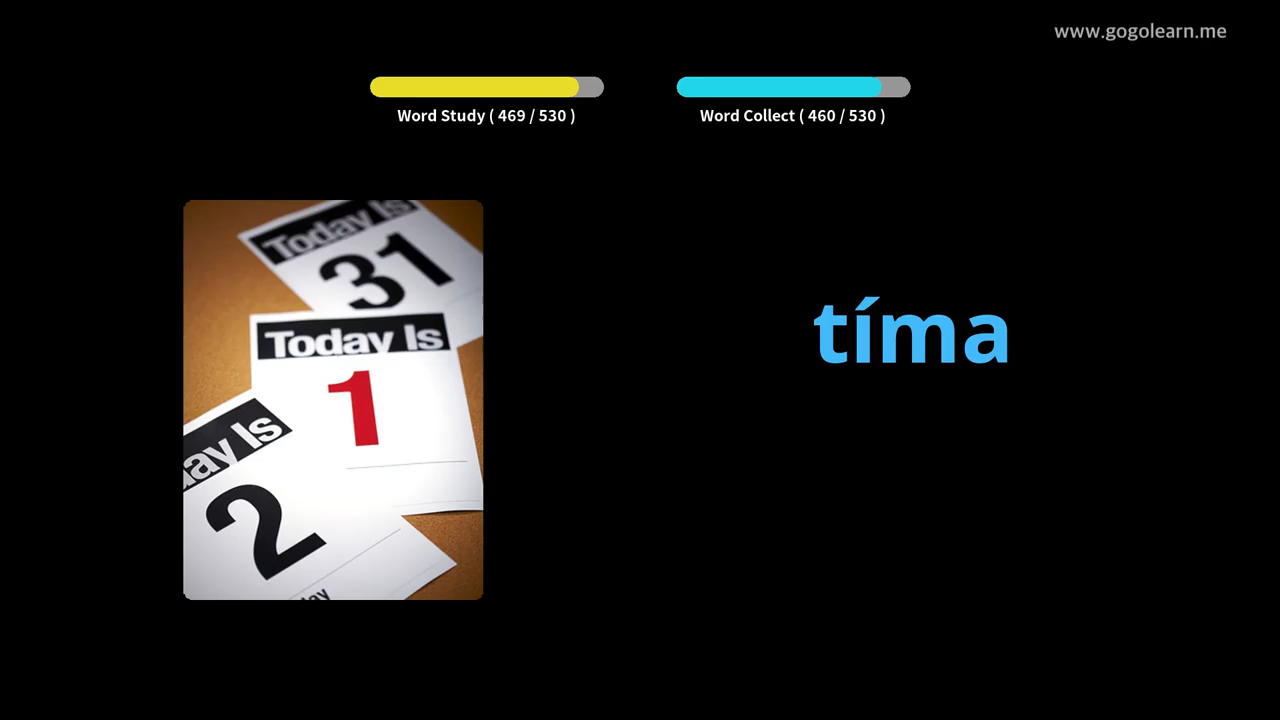 www.gogolearn.me
Word Study ( 469 / 530 )
Word Collect ( 460 / 530 )
Today Is
31
Today Is
1
tíma
ay Is
2
ay